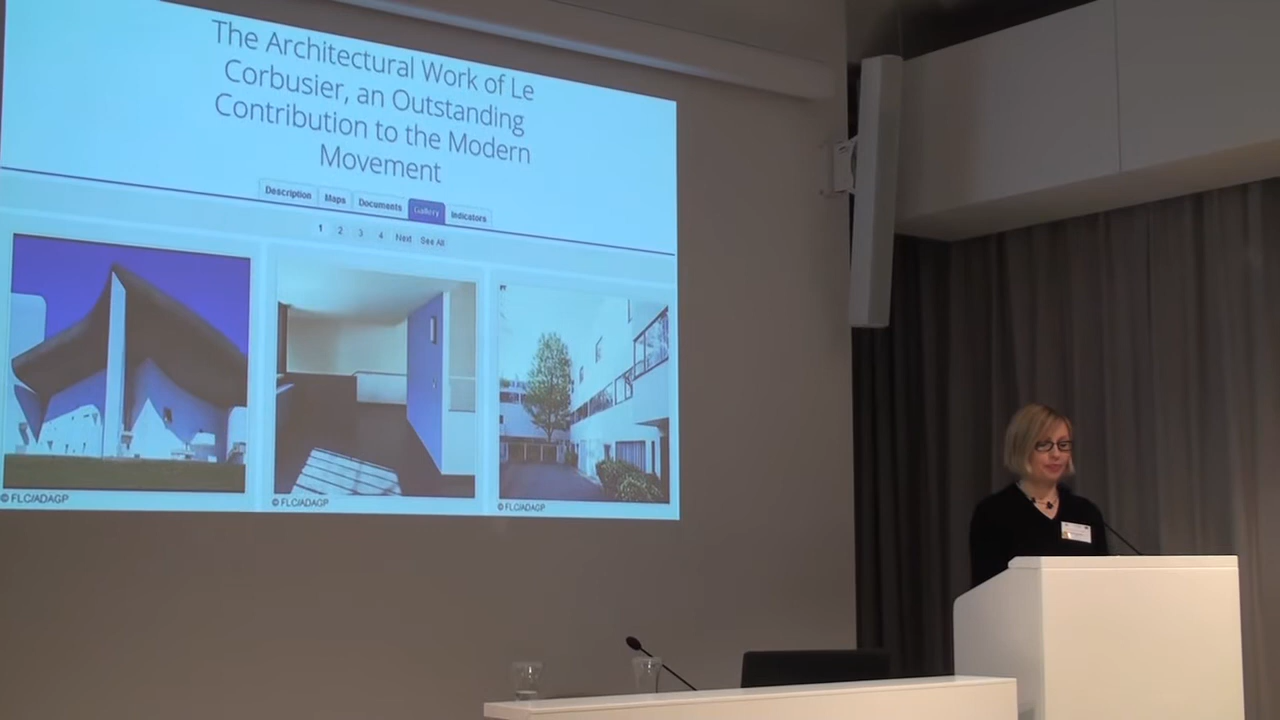 The Architectural Work of Le
Corbusier, an Outstanding
Contribution to the Modern
Movement
Description Maps Documents Gallery Indicators
1 2 3 4 Next See All
© FLC/ADAGP © FLC/ADAGP © FLC/ADAGP